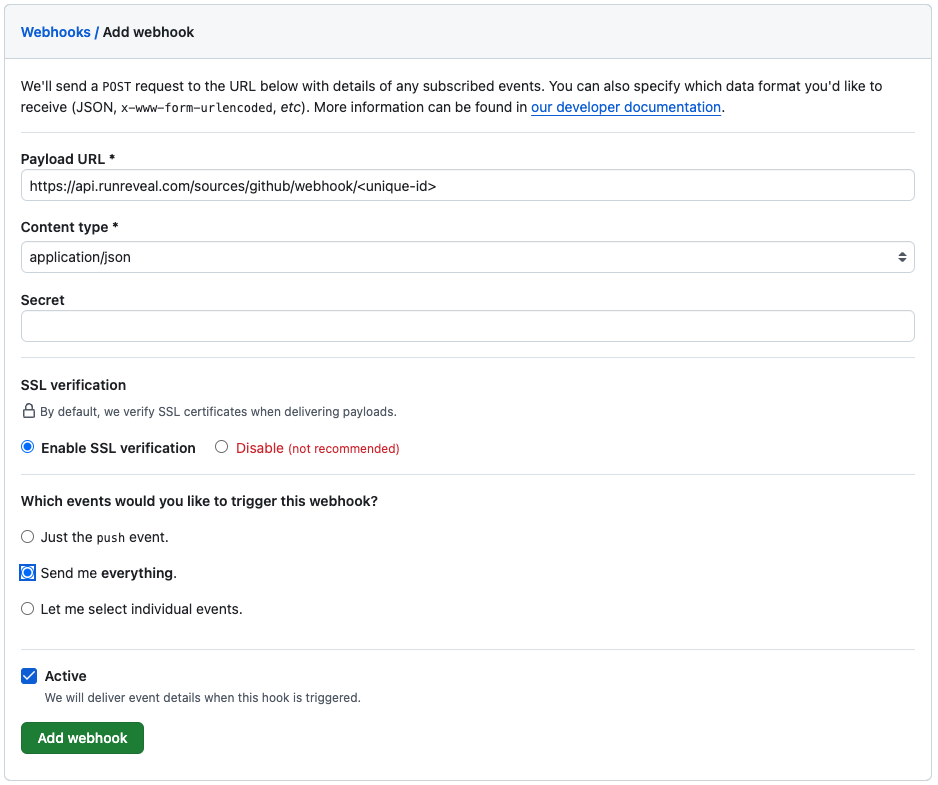 Webhooks / Add webhook
We'll send a POST request to the URL below with details of any subscribed events. You can also specify which data format you'd like to
receive (JSON, x-www-form-urlencoded, etc). More information can be found in our developer documentation.
Payload URL *
https://api.runreveal.com/sources/github/webhook/<unique-id>
Content type *
application/json
Secret
SSL verification
By default, we verify SSL certificates when delivering payloads.
Enable SSL verification Disable (not recommended)
Which events would you like to trigger this webhook?
Just the push event.
Send me everything.
Let me select individual events.
Active
We will deliver event details when this hook is triggered.
Add webhook